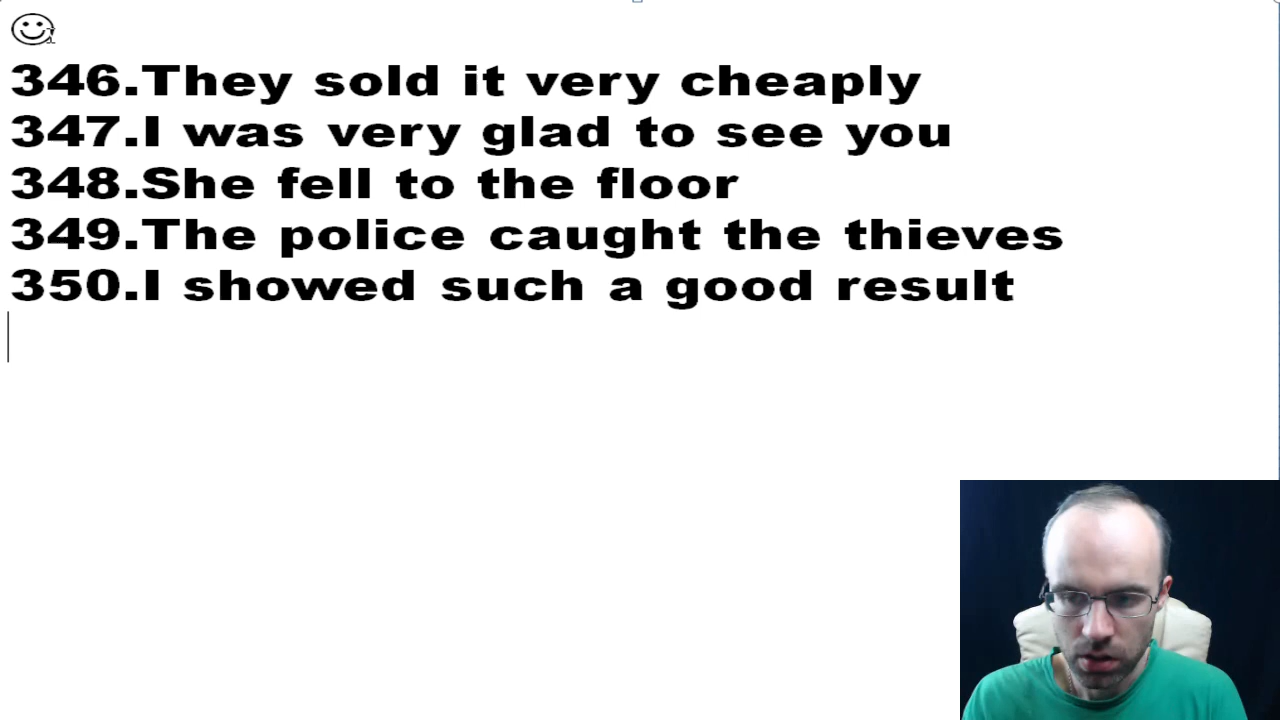 346.They sold it very cheaply
347.I was very glad to see you
348.She fell to the floor
349.The police caught the thieves
350.I showed such a good result